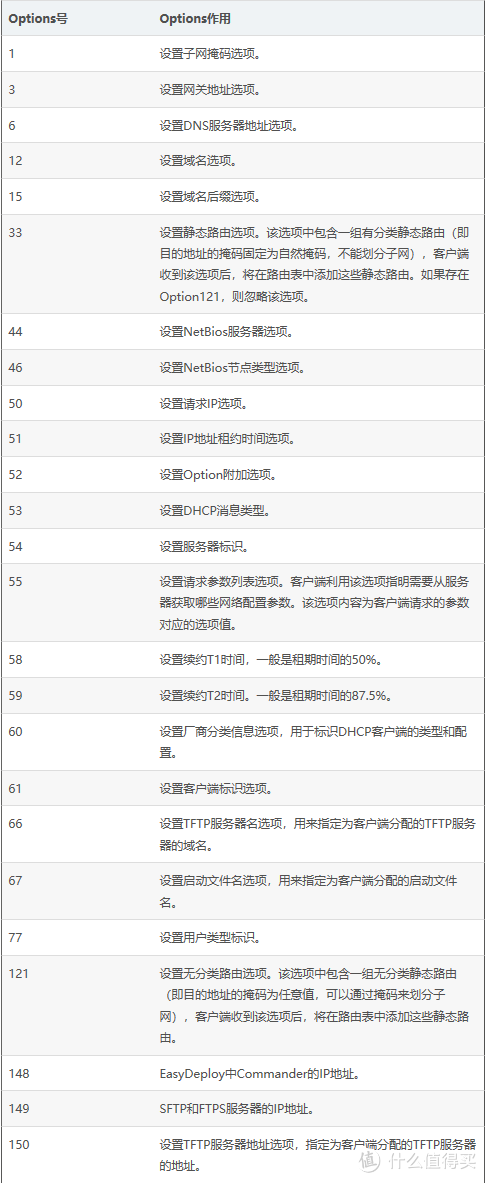 Options号 Options作用
1 设置子网掩码选项。
3 设置网关地址选项。
6 设置DNS服务器地址选项。
12 设置域名选项。
15 设置域名后缀选项。
33 设置静态路由选项。该选项中包含一组有分类静态路由（即
目的地址的掩码固定为自然掩码，不能划分子网），客户端
收到该选项后，将在路由表中添加这些静态路由。如果存在
Option121，则忽略该选项。
44 设置NetBios服务器选项。
46 设置NetBios节点类型选项。
50 设置请求IP选项。
51 设置IP地址租约时间选项。
52 设置Option附加选项。
53 设置DHCP消息类型。
54 设置服务器标识。
55 设置请求参数列表选项。客户端利用该选项指明需要从服务
器获取哪些网络配置参数。该选项内容为客户端请求的参数
对应的选项值。
58 设置续约T1时间，一般是租期时间的50%。
59 设置续约T2时间。一般是租期时间的87.5%。
60 设置厂商分类信息选项，用于标识DHCP客户端的类型和配
置。
61 设置客户端标识选项。
66 设置TFTP服务器名选项，用来指定为客户端分配的TFTP服务
器的域名。
67 设置启动文件名选项，用来指定为客户端分配的启动文件
名。
77 设置用户类型标识。
121 设置无分类路由选项。该选项中包含一组无分类静态路由
（即目的地址的掩码为任意值，可以通过掩码来划分子
网），客户端收到该选项后，将在路由表中添加这些静态路
由。
148 EasyDeploy中Commander的IP地址。
149 SFTP和FTPS服务器的IP地址。
150 设置TFTP服务器地址选项，指定为客户端分配的TFTP服务器
的地址。
值 什么值得买